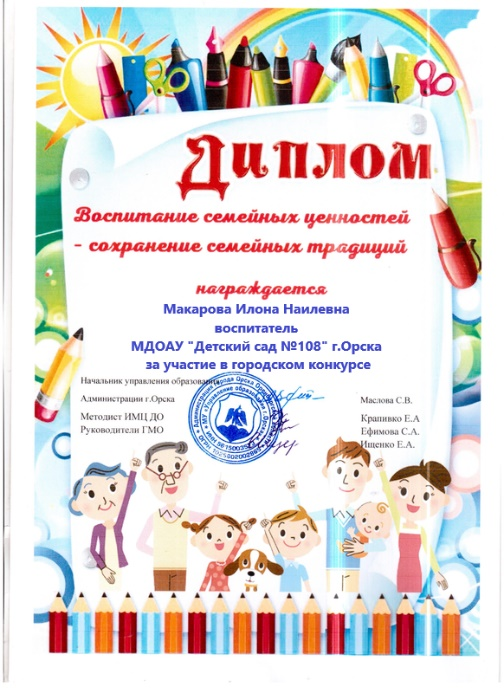 Диплом
Воспитание семейных ценностей
- сохранение семейных традиций
награждается
Макарова Илона Наилевна
воспитатель
МДОАУ "Детский сад №108" г.Орска
за участие в городском конкурсе
Начальник управления образования
Администрации г.Орска Маслова С.В.
Методист ИМЦ ДО Крапивко Е.А
Руководители ГМО Ефимова С.А.
Ищенко Е.А.